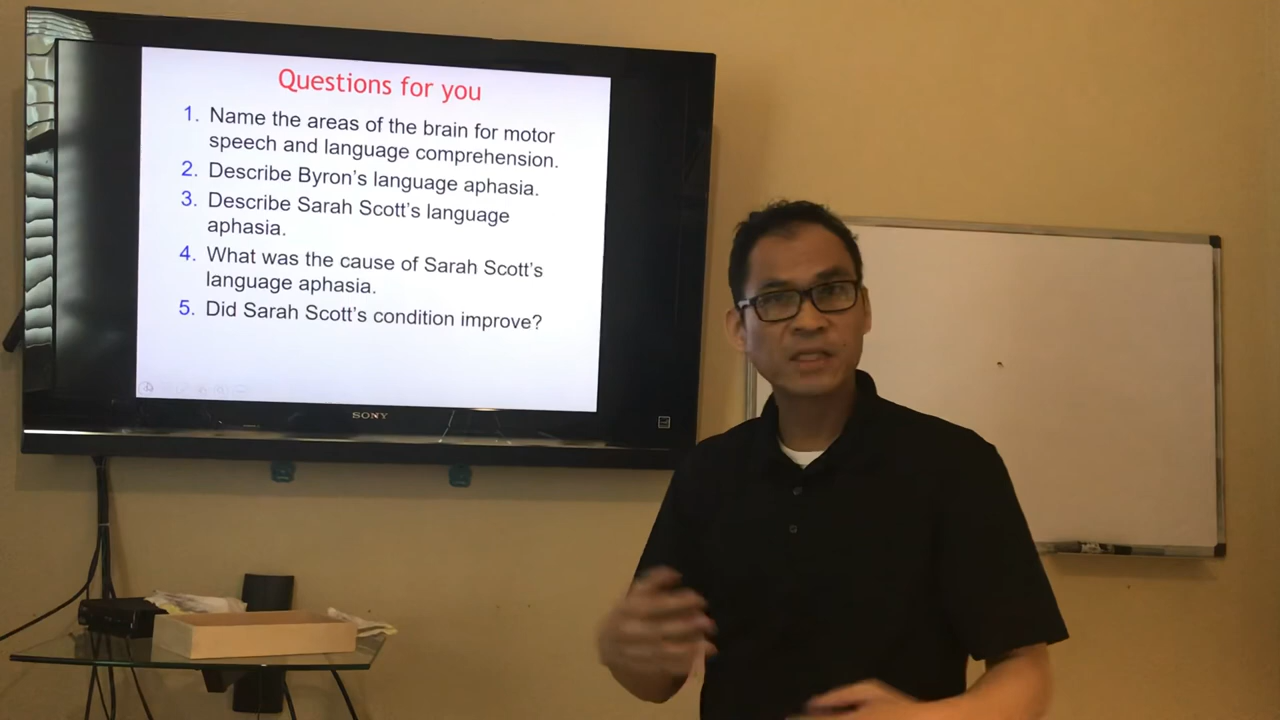 Questions for you
1. Name the areas of the brain for motor
speech and language comprehension.
2. Describe Byron's language aphasia.
3. Describe Sarah Scott's language
aphasia.
4. What was the cause of Sarah Scott's
language aphasia.
5. Did Sarah Scott's condition improve?
SONY